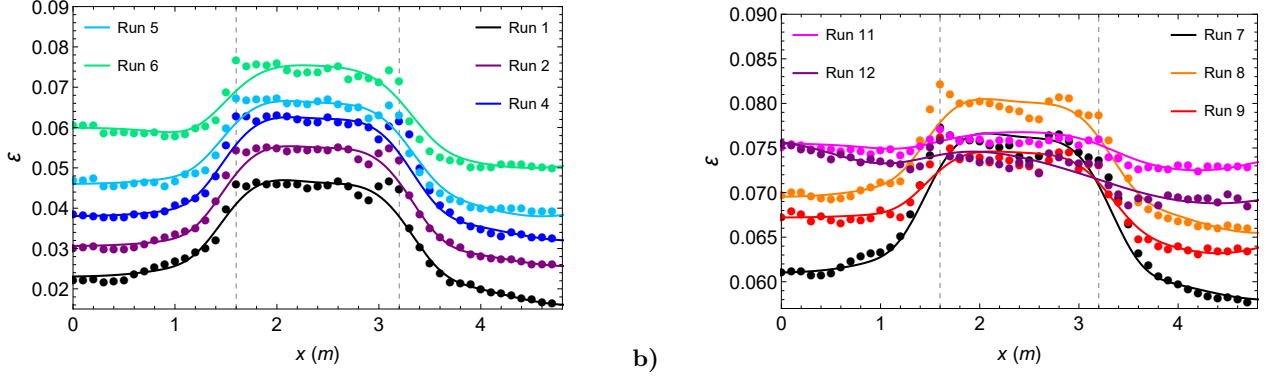 0.09
0.08
0.07
0.06
0.05
0.04
0.03
0.02
ε
0
1
2
3
4
x (m)
Run 5
Run 6
Run 1
Run 2
Run 4
b)
0.090
0.085
0.080
0.075
0.070
0.065
0.060
ε
0
1
2
3
4
x (m)
Run 11
Run 12
Run 7
Run 8
Run 9